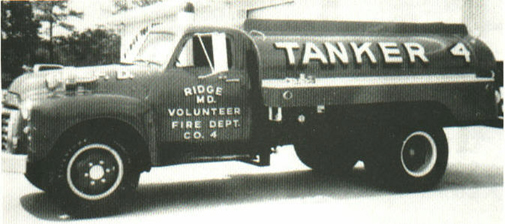 TANKER 4
RIDGE
MD.
VOLUNTEER
FIRE DEPT.
CO. 4